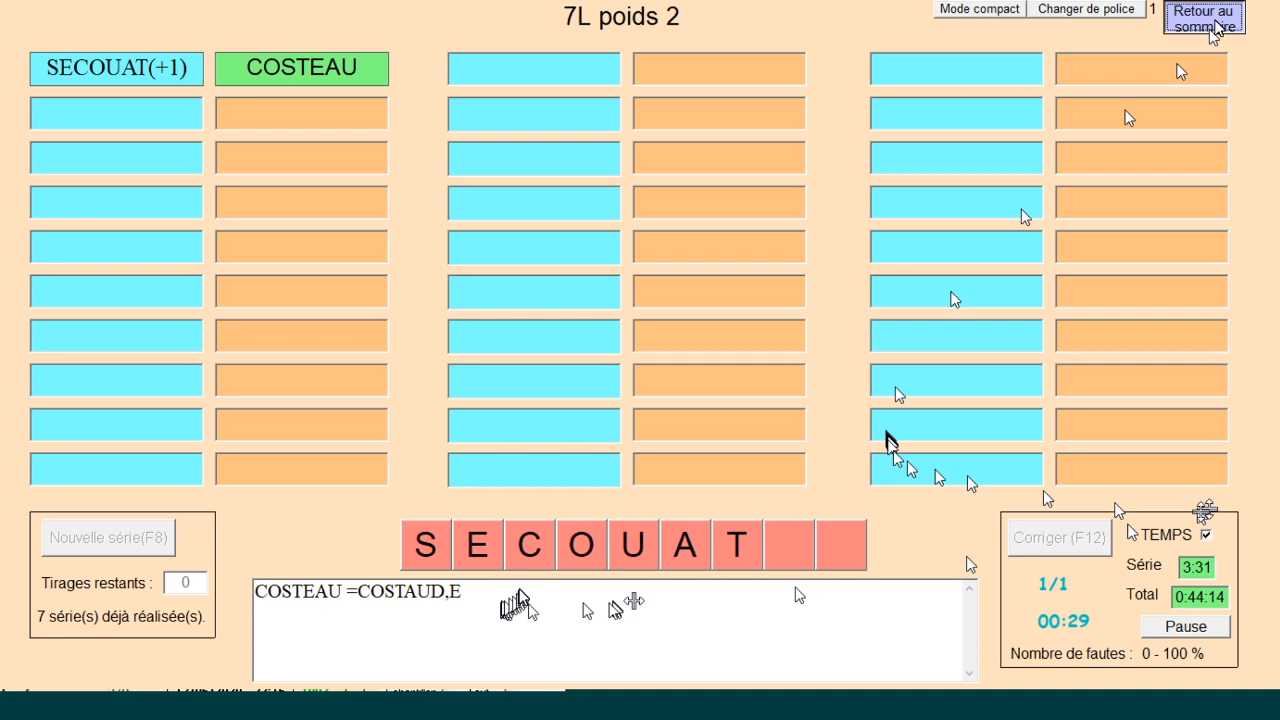 7L poids 2
Mode compact
Changer de police
1
Retour au
sommaire
SECOUAT(+1)
COSTEAU
Nouvelle série(F8)
Tirages restants :
0
7 série(s) déjà réalisée(s).
S E C O U A T
COSTEAU =COSTAUD,E
Corriger (F12)
TEMPS
Série
3:31
1/1
Total
0:44:14
00:29
Pause
Nombre de fautes : 0 - 100 %